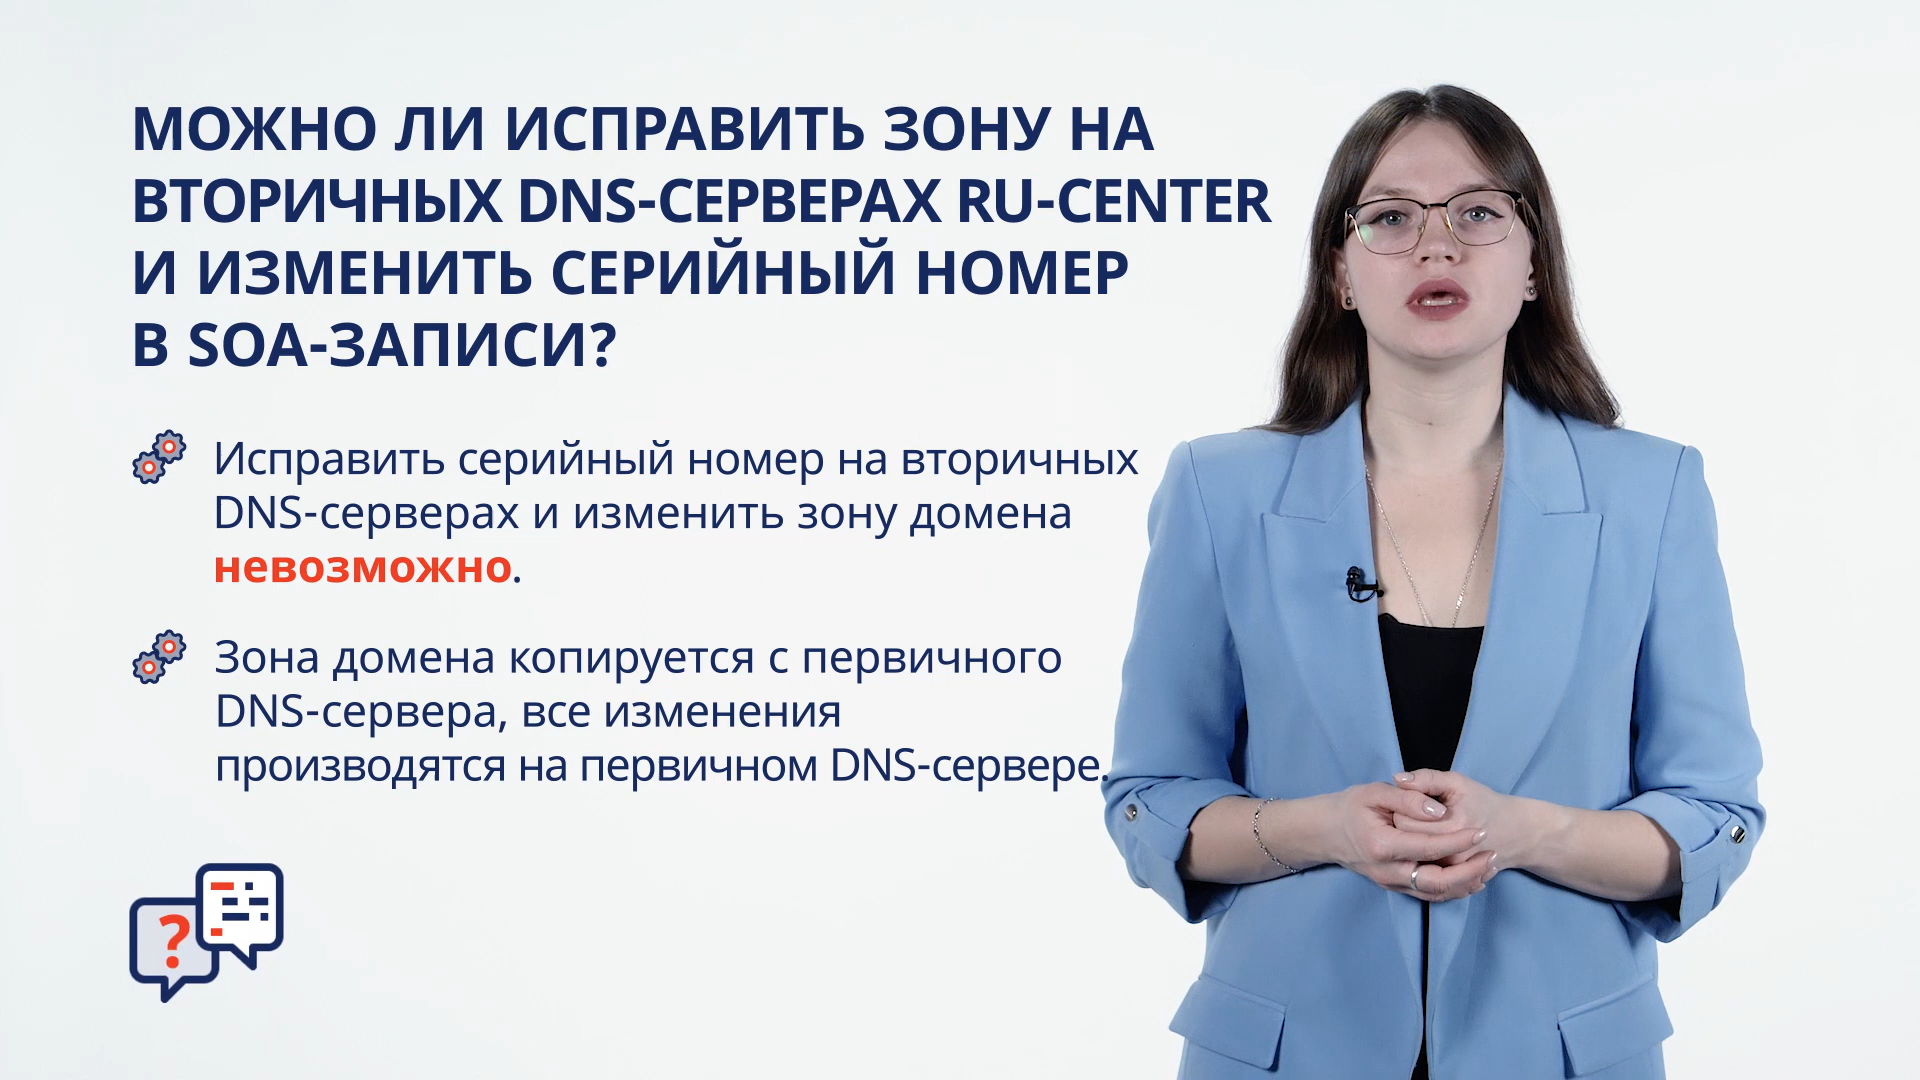 МОЖНО ЛИ ИСПРАВИТЬ ЗОНУ НА
ВТОРИЧНЫХ DNS-СЕРВЕРАХ RU-CENTER
И ИЗМЕНИТЬ СЕРИЙНЫЙ НОМЕР
В SOA-ЗАПИСИ?
Исправить серийный номер на вторичных
DNS-серверах и изменить зону домена
невозможно.
Зона домена копируется с первичного
DNS-сервера, все изменения
производятся на первичном DNS-сервере.
?